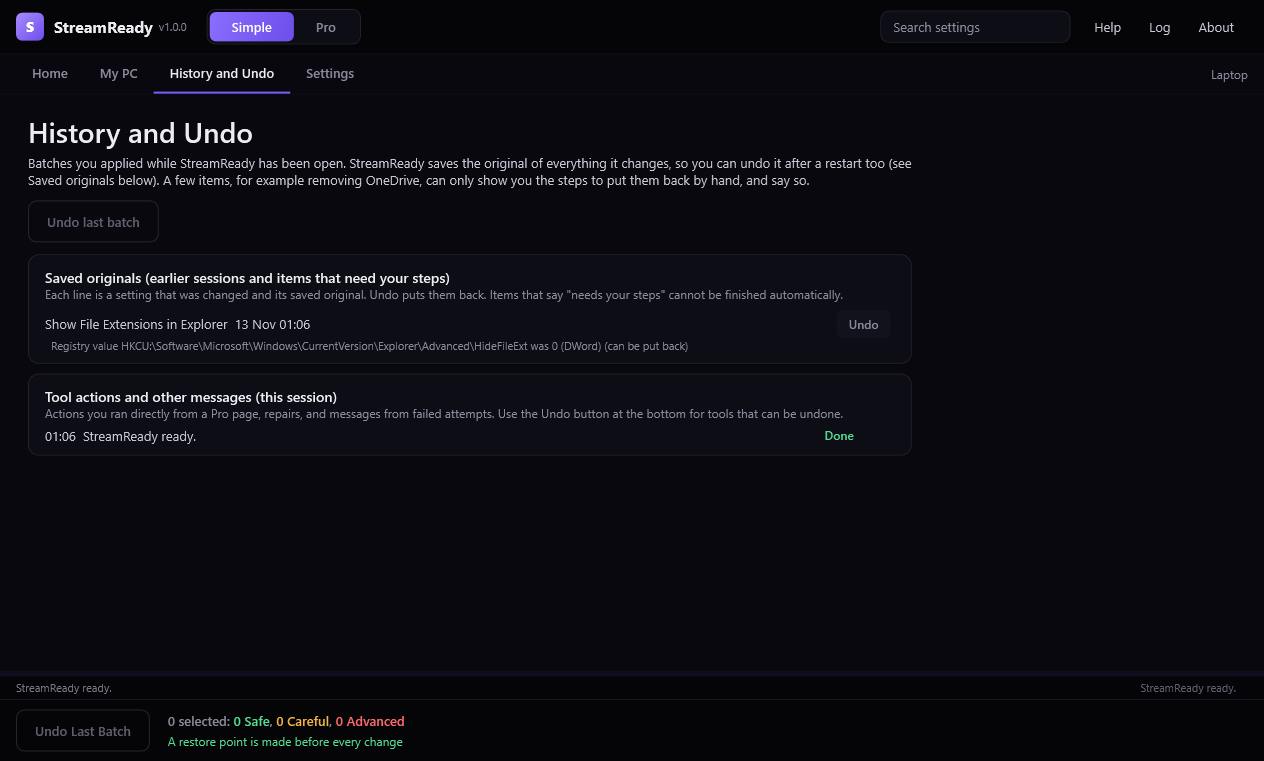 S StreamReady v1.0.0 Simple Pro Search settings Help Log About
Home My PC History and Undo Settings Laptop
History and Undo
Batches you applied while StreamReady has been open. StreamReady saves the original of everything it changes, so you can undo it after a restart too (see
Saved originals below). A few items, for example removing OneDrive, can only show you the steps to put them back by hand, and say so.
Undo last batch
Saved originals (earlier sessions and items that need your steps)
Each line is a setting that was changed and its saved original. Undo puts them back. Items that say "needs your steps" cannot be finished automatically.
Show File Extensions in Explorer 13 Nov 01:06 Undo
Registry value HKCU:\Software\Microsoft\Windows\CurrentVersion\Explorer\Advanced\HideFileExt was 0 (DWord) (can be put back)
Tool actions and other messages (this session)
Actions you ran directly from a Pro page, repairs, and messages from failed attempts. Use the Undo button at the bottom for tools that can be undone.
01:06 StreamReady ready. Done
StreamReady ready. StreamReady ready.
Undo Last Batch
0 selected: 0 Safe, 0 Careful, 0 Advanced
A restore point is made before every change